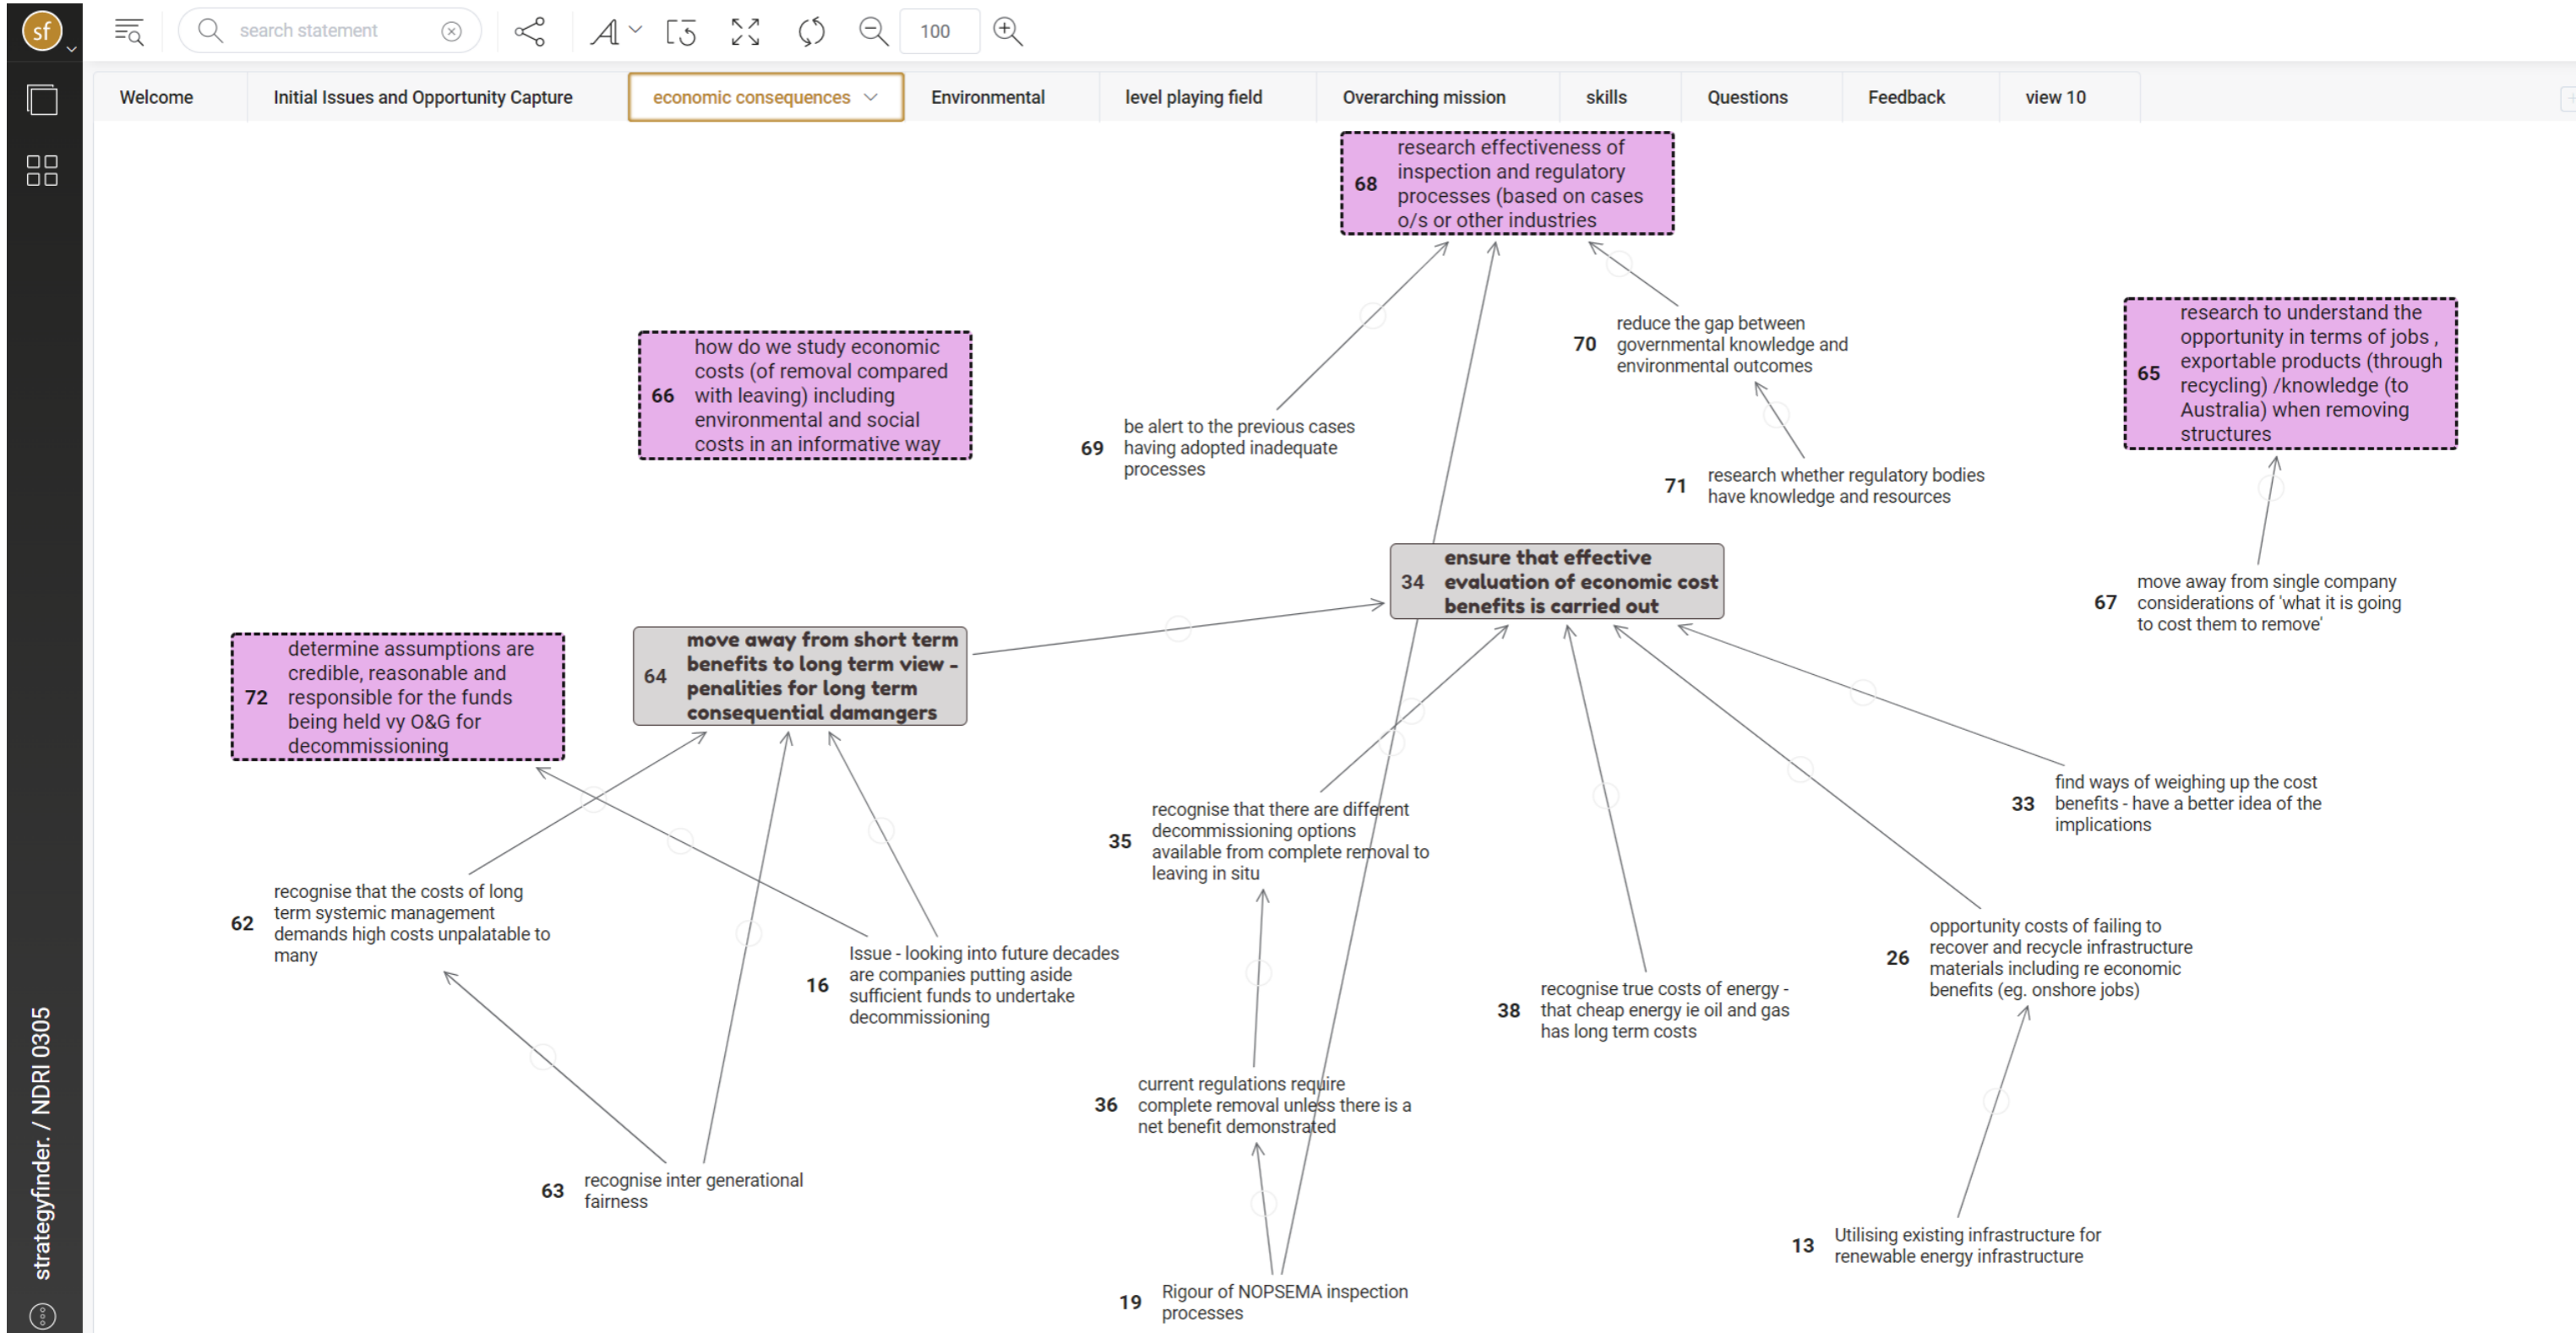 sf
search statement
100
Welcome
Initial Issues and Opportunity Capture
economic consequences
Environmental
level playing field
Overarching mission
skills
Questions
Feedback
view 10
68
research effectiveness of
inspection and regulatory
processes (based on cases
o/s or other industries
66
how do we study economic
costs (of removal compared
with leaving) including
environmental and social
costs in an informative way
70
reduce the gap between
governmental knowledge and
environmental outcomes
65
research to understand the
opportunity in terms of jobs ,
exportable products (through
recycling) /knowledge (to
Australia) when removing
structures
69
be alert to the previous cases
having adopted inadequate
processes
71
research whether regulatory bodies
have knowledge and resources
34
ensure that effective
evaluation of economic cost
benefits is carried out
67
move away from single company
considerations of 'what it is going
to cost them to remove'
72
determine assumptions are
credible, reasonable and
responsible for the funds
being held vy O&G for
decommissioning
64
move away from short term
benefits to long term view -
penalities for long term
consequential damangers
35
recognise that there are different
decommissioning options
available from complete removal to
leaving in situ
33
find ways of weighing up the cost
benefits - have a better idea of the
implications
62
recognise that the costs of long
term systemic management
demands high costs unpalatable to
many
16
Issue - looking into future decades
are companies putting aside
sufficient funds to undertake
decommissioning
38
recognise true costs of energy -
that cheap energy ie oil and gas
has long term costs
26
opportunity costs of failing to
recover and recycle infrastructure
materials including re economic
benefits (eg. onshore jobs)
36
current regulations require
complete removal unless there is a
net benefit demonstrated
63
recognise inter generational
fairness
13
Utilising existing infrastructure for
renewable energy infrastructure
19
Rigour of NOPSEMA inspection
processes
strategyfinder. / NDRI 0305